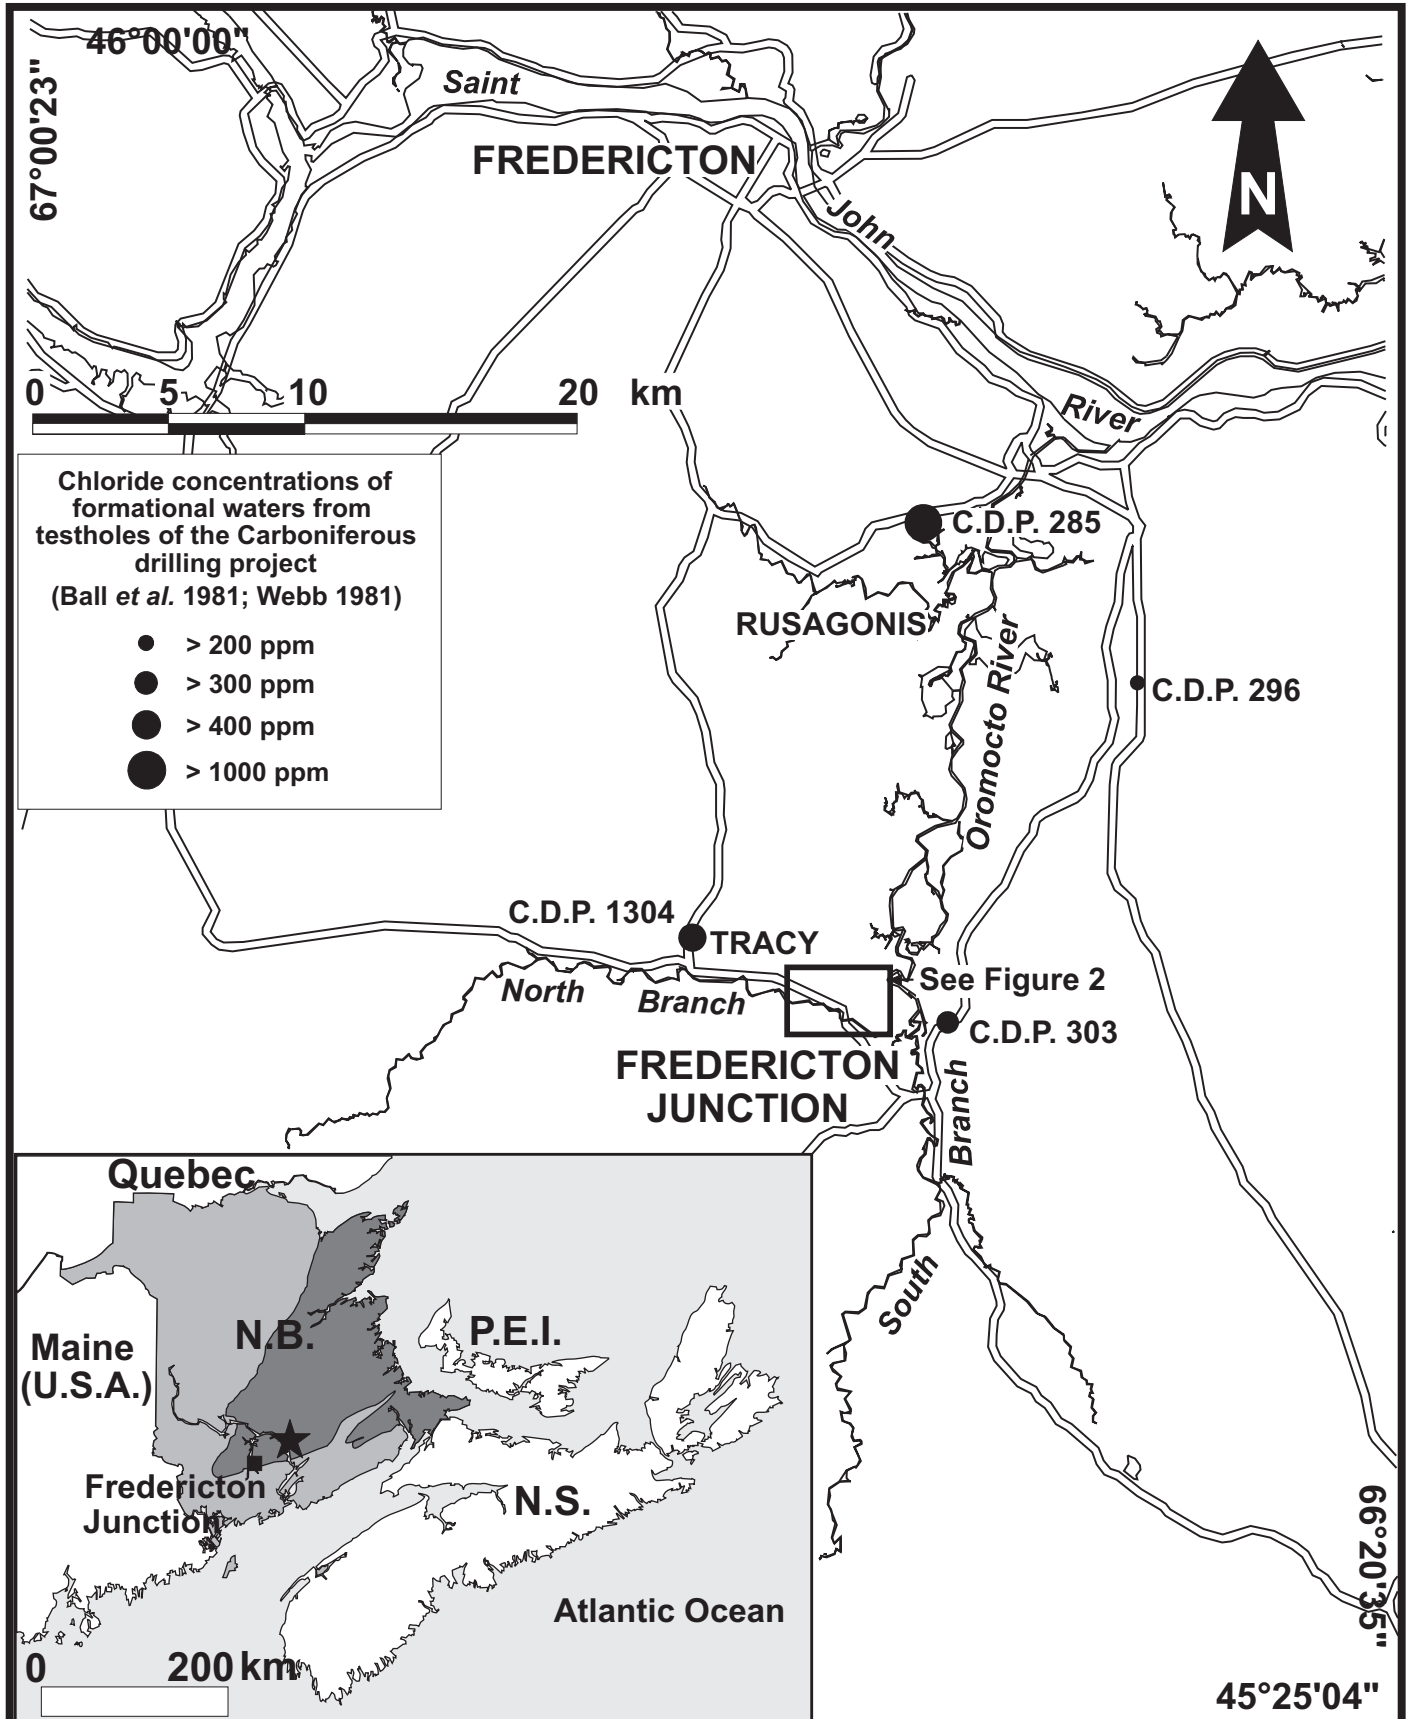 46°00'00"
67°00'23"
Saint
FREDERICTON
John
N
River
0 5 10 20 km
Chloride concentrations of
formational waters from
testholes of the Carboniferous
drilling project
(Ball et al. 1981; Webb 1981)
> 200 ppm
> 300 ppm
> 400 ppm
> 1000 ppm
C.D.P. 285
RUSAGONIS
Oromocto River
C.D.P. 296
C.D.P. 1304
TRACY
North Branch
See Figure 2
C.D.P. 303
FREDERICTON
JUNCTION
Branch
South
Quebec
N.B.
P.E.I.
Maine
(U.S.A.)
Fredericton
Junction
N.S.
Atlantic Ocean
0 200 km
66°20'35"
45°25'04"